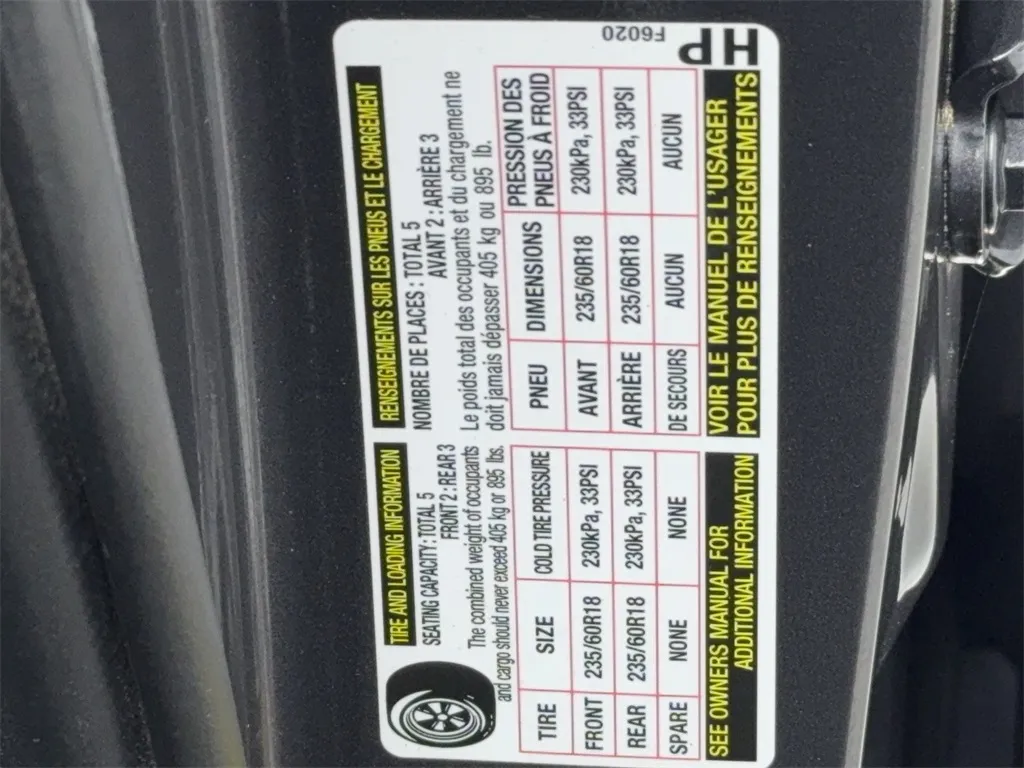 TIRE AND LOADING INFORMATION
SEATING CAPACITY : TOTAL 5
FRONT 2 : REAR 3
The combined weight of occupants
and cargo should never exceed 405 kg or 895 lbs.
TIRE SIZE COLD TIRE PRESSURE
FRONT 235/60R18 230kPa, 33PSI
REAR 235/60R18 230kPa, 33PSI
SPARE NONE NONE
SEE OWNERS MANUAL FOR
ADDITIONAL INFORMATION
RENSEIGNEMENTS SUR LES PNEUS ET LE CHARGEMENT
NOMBRE DE PLACES : TOTAL 5
AVANT 2 : ARRIÈRE 3
Le poids total des occupants et du chargement ne
doit jamais dépasser 405 kg ou 895 lb.
PNEU DIMENSIONS PRESSION DES
PNEUS À FROID
AVANT 235/60R18 230kPa, 33PSI
ARRIÈRE 235/60R18 230kPa, 33PSI
DE SECOURS AUCUN AUCUN
VOIR LE MANUEL DE L'USAGER
POUR PLUS DE RENSEIGNEMENTS
F6020
HP